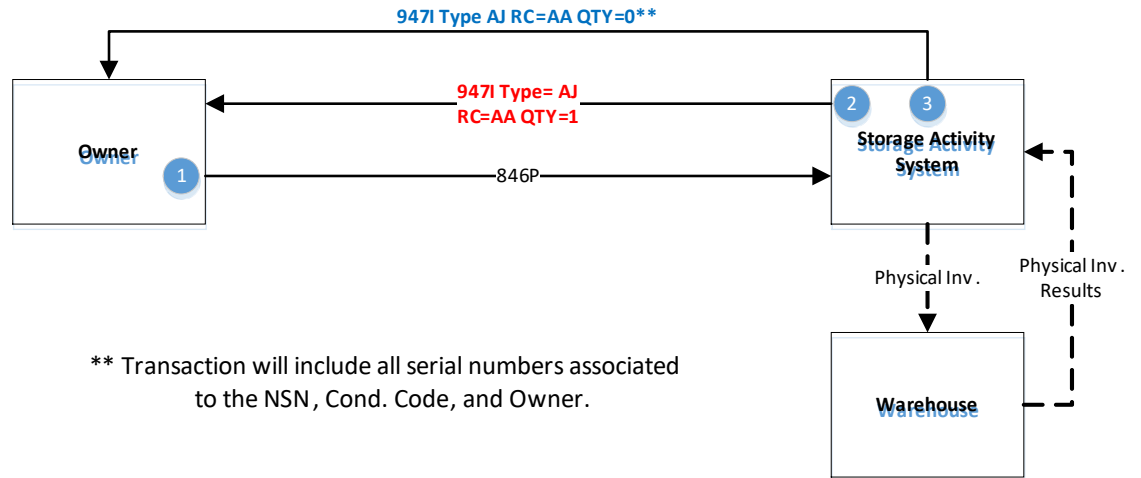 947I Type AJ RC=AA QTY=0**
947I Type= AJ
RC=AA QTY=1
2
3
Owner
Storage Activity
System
1
846P
Physical Inv.
Physical Inv.
Results
** Transaction will include all serial numbers associated
to the NSN, Cond. Code, and Owner.
Warehouse